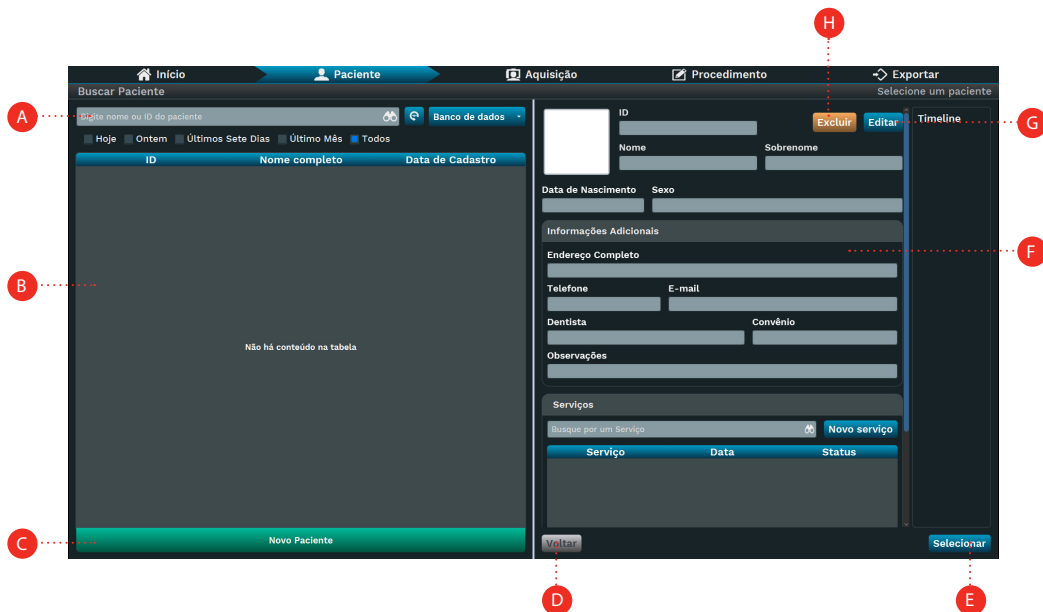 H
Início
Paciente
Aquisição
Procedimento
Exportar
Buscar Paciente
Selecione um paciente
A
Digite nome ou ID do paciente
Banco de dados
Hoje
Ontem
Últimos Sete Dias
Último Mês
Todos
ID
Nome completo
Data de Cadastro
B
Não há conteúdo na tabela
C
Novo Paciente
ID
Excluir
Editar
Timeline
G
Nome
Sobrenome
Data de Nascimento
Sexo
Informações Adicionais
F
Endereço Completo
Telefone
E-mail
Dentista
Convênio
Observações
Serviços
Busque por um Serviço
Novo serviço
Serviço
Data
Status
Voltar
Selecionar
D
E